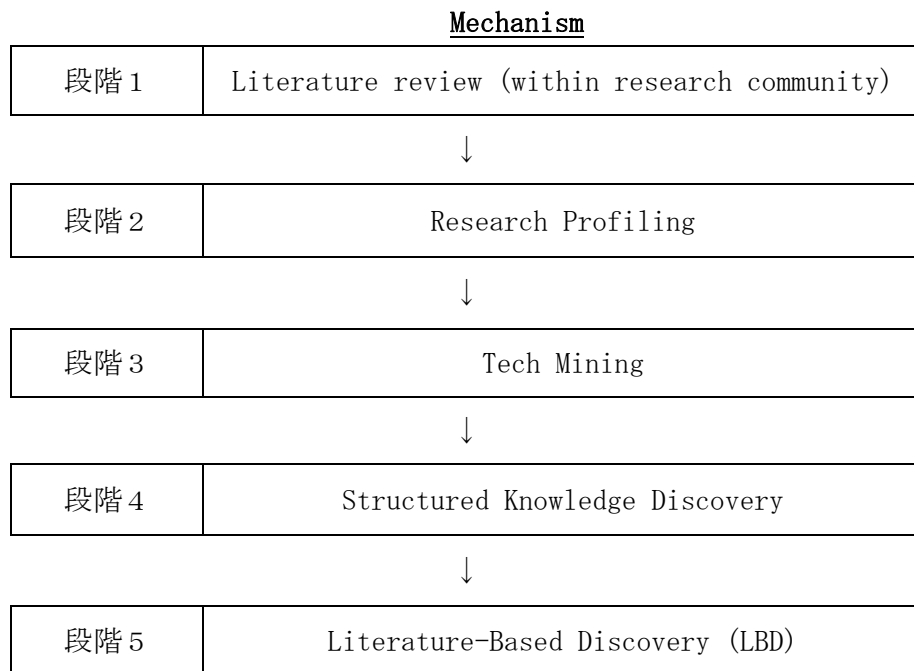 Mechanism
段階１ Literature review (within research community)
↓
段階２ Research Profiling
↓
段階３ Tech Mining
↓
段階４ Structured Knowledge Discovery
↓
段階５ Literature-Based Discovery (LBD)